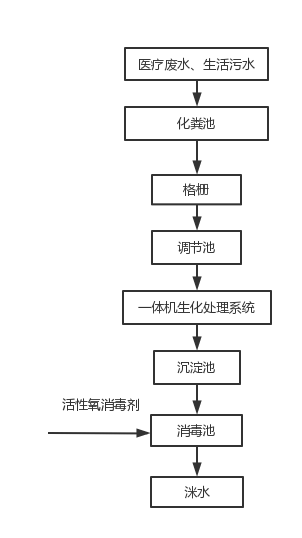 医疗废水、生活污水
化粪池
格栅
调节池
一体机生化处理系统
沉淀池
活性氧消毒剂
消毒池
洣水